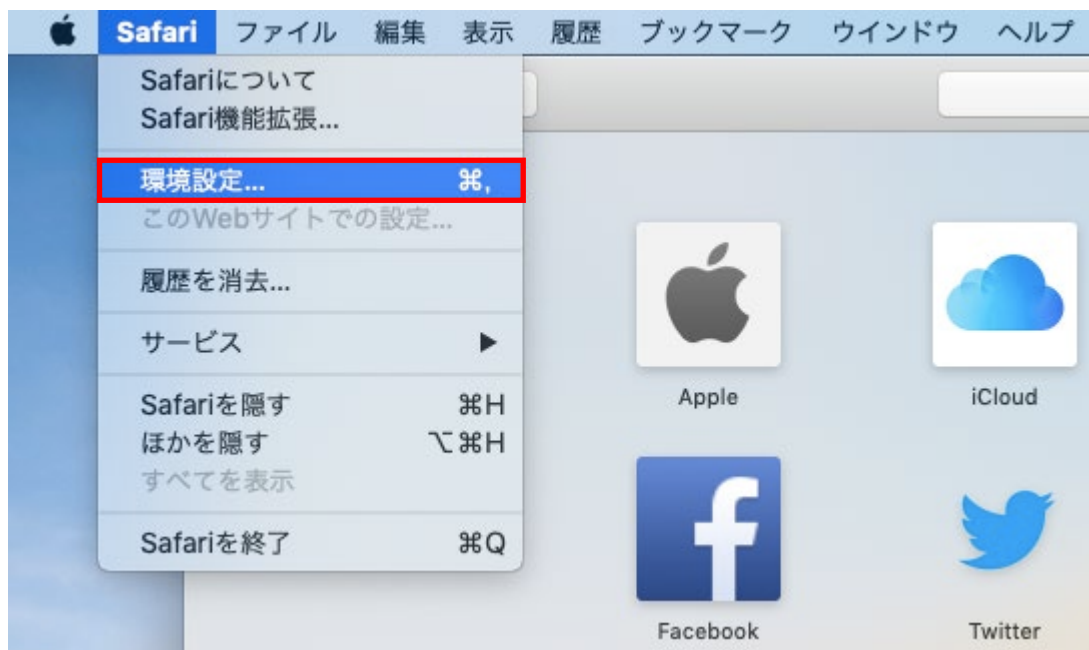 Safari ファイル 編集 表示 履歴 ブックマーク ウインドウ ヘルプ
Safariについて
Safari機能拡張...
環境設定... ⌘,
このWebサイトでの設定...
履歴を消去...
サービス ▶
Safariを隠す ⌘H
ほかを隠す ⌥⌘H
すべてを表示
Safariを終了 ⌘Q
Apple iCloud
Facebook Twitter